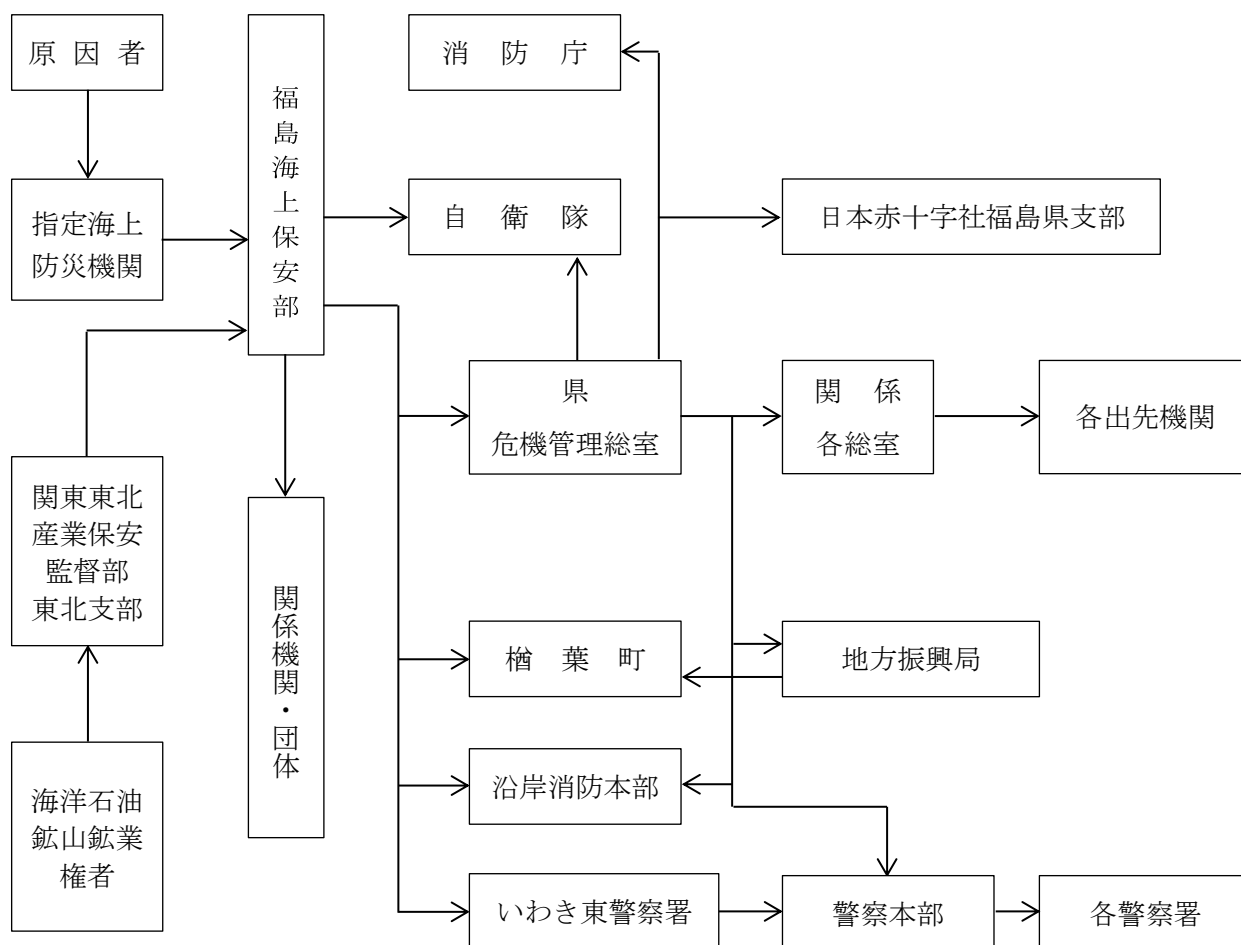 原因者
消防庁
福島海上保安部
指定海上
防災機関
自衛隊
日本赤十字社福島県支部
県
危機管理総室
関係
各総室
各出先機関
関東東北
産業保安
監督部
東北支部
関係機関・団体
楢葉町
地方振興局
海洋石油
鉱山鉱業
権者
沿岸消防本部
いわき東警察署
警察本部
各警察署